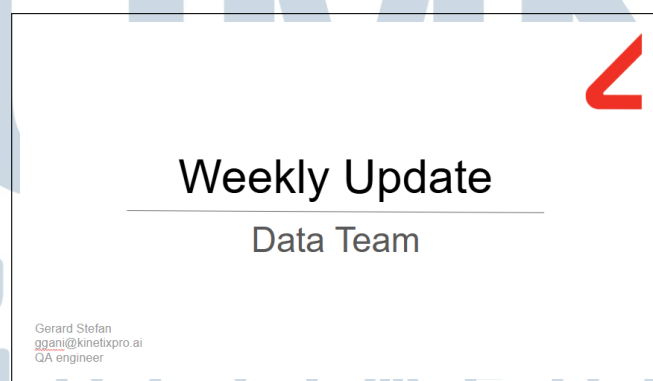 Weekly Update
Data Team
Gerard Stefan
ggani@kinetixpro.ai
QA engineer